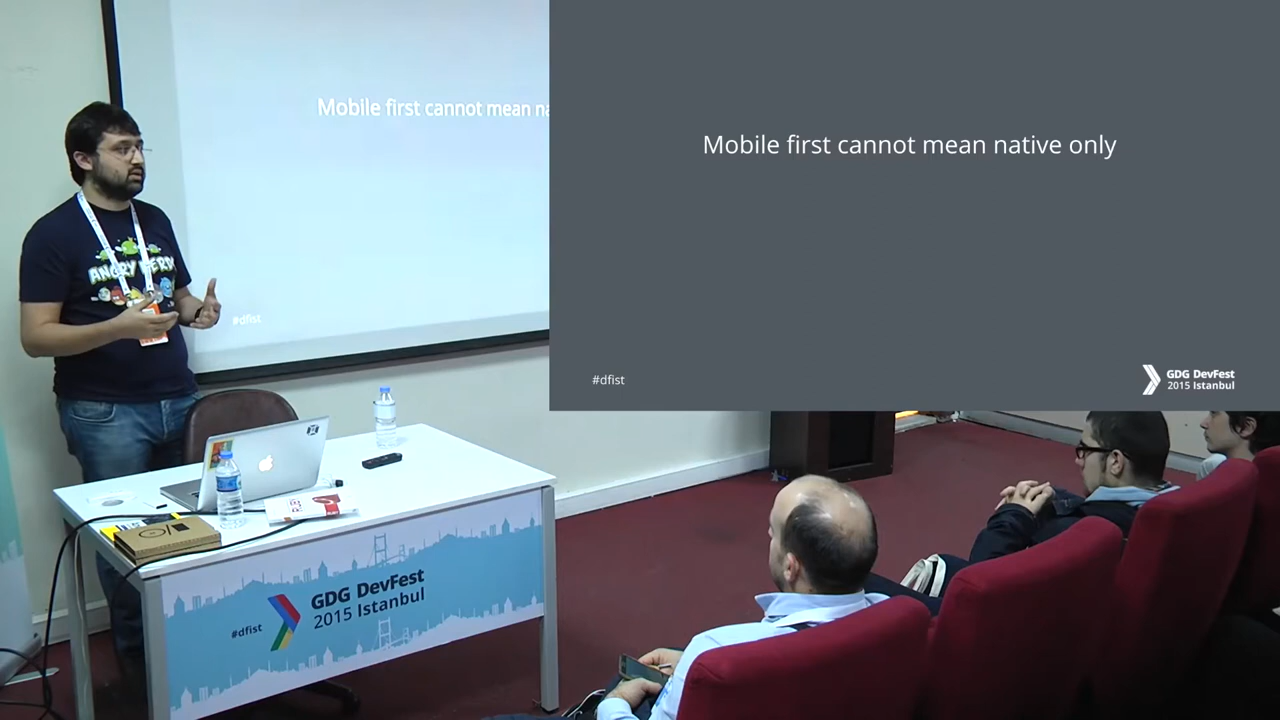 Mobile first cannot mean na
#dfist
Mobile first cannot mean native only
#dfist
GDG DevFest
2015 Istanbul
ANGRY NERDS
#dfist
GDG DevFest
2015 Istanbul